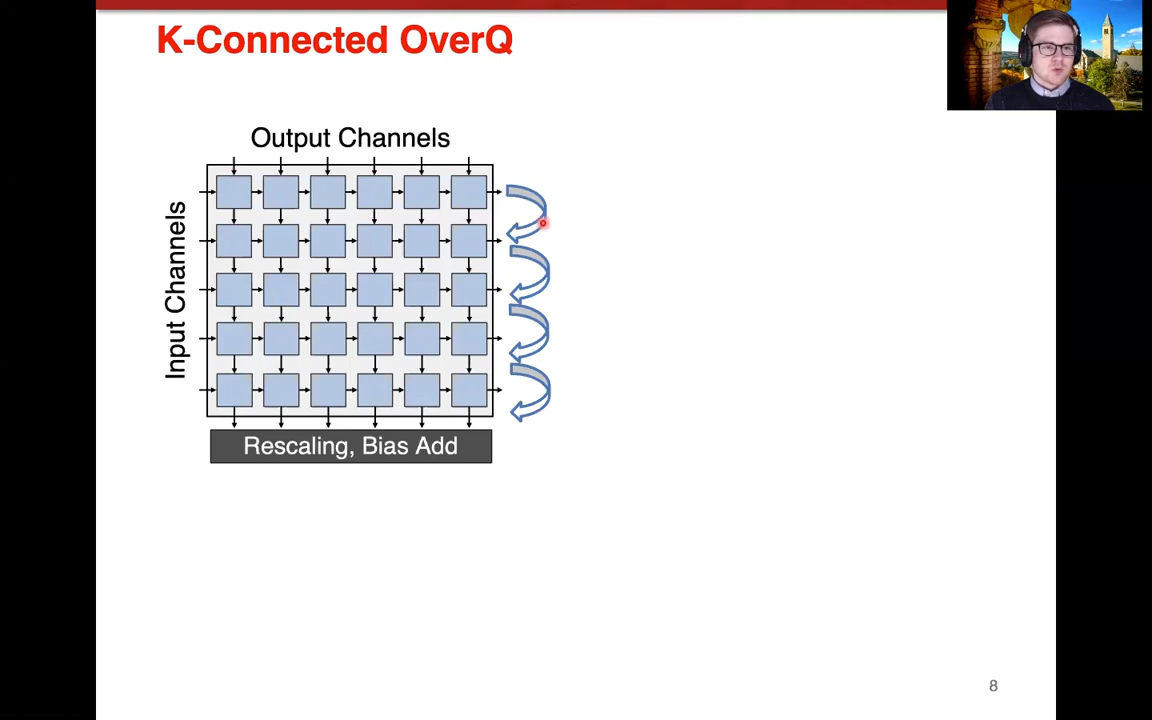 K-Connected OverQ
Output Channels
Input Channels
Rescaling, Bias Add
8